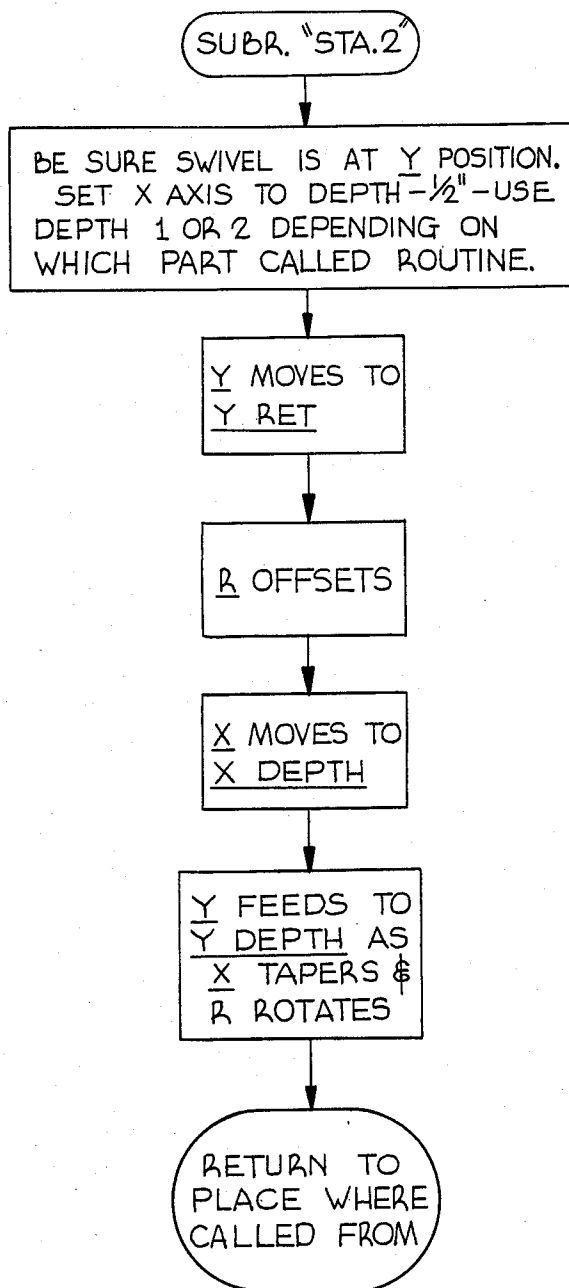 SUBR. "STA.2"
BE SURE SWIVEL IS AT Y POSITION.
SET X AXIS TO DEPTH-½"-USE
DEPTH 1 OR 2 DEPENDING ON
WHICH PART CALLED ROUTINE.
Y MOVES TO
Y RET
R OFFSETS
X MOVES TO
X DEPTH
Y FEEDS TO
Y DEPTH AS
X TAPERS &
R ROTATES
RETURN TO
PLACE WHERE
CALLED FROM